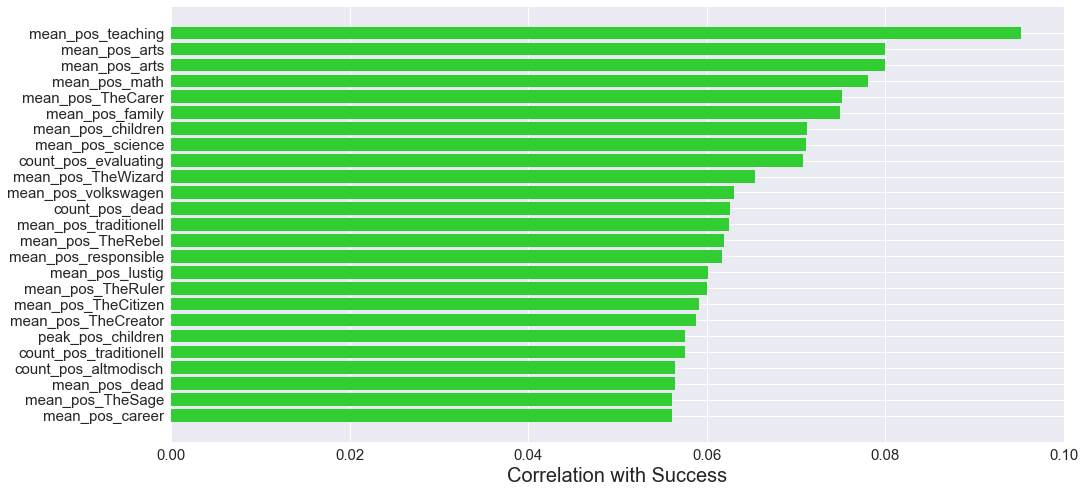 mean_pos_teaching
mean_pos_arts
mean_pos_arts
mean_pos_math
mean_pos_TheCarer
mean_pos_family
mean_pos_children
mean_pos_science
count_pos_evaluating
mean_pos_TheWizard
mean_pos_volkswagen
count_pos_dead
mean_pos_traditionell
mean_pos_TheRebel
mean_pos_responsible
mean_pos_lustig
mean_pos_TheRuler
mean_pos_TheCitizen
mean_pos_TheCreator
peak_pos_children
count_pos_traditionell
count_pos_altmodisch
mean_pos_dead
mean_pos_TheSage
mean_pos_career
0.00 0.02 0.04 0.06 0.08 0.10
Correlation with Success